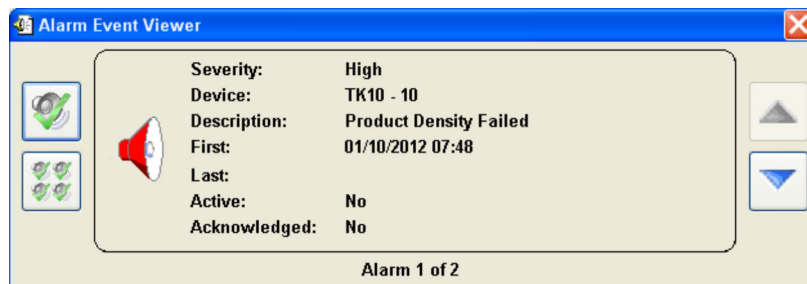 Alarm Event Viewer
Severity: High
Device: TK10 - 10
Description: Product Density Failed
First: 01/10/2012 07:48
Last:
Active: No
Acknowledged: No
Alarm 1 of 2